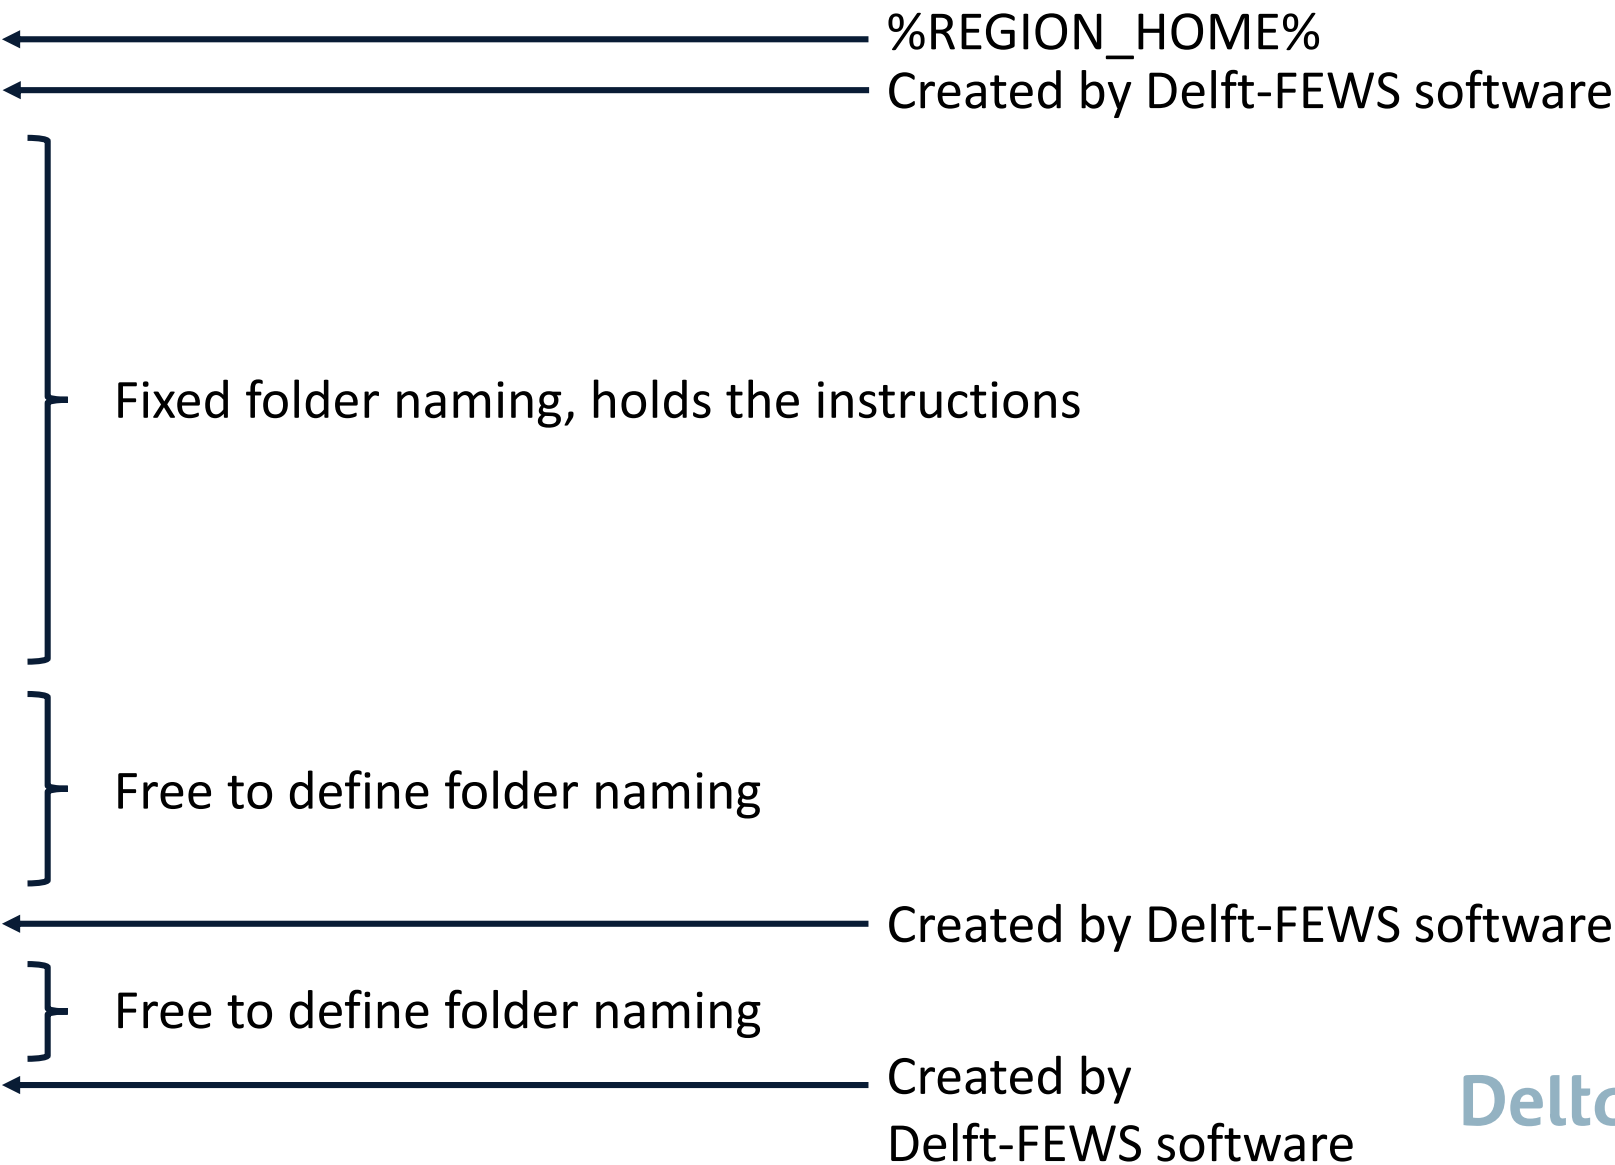 %REGION_HOME%
Created by Delft-FEWS software
Fixed folder naming, holds the instructions
Free to define folder naming
Created by Delft-FEWS software
Free to define folder naming
Created by
Delft-FEWS software